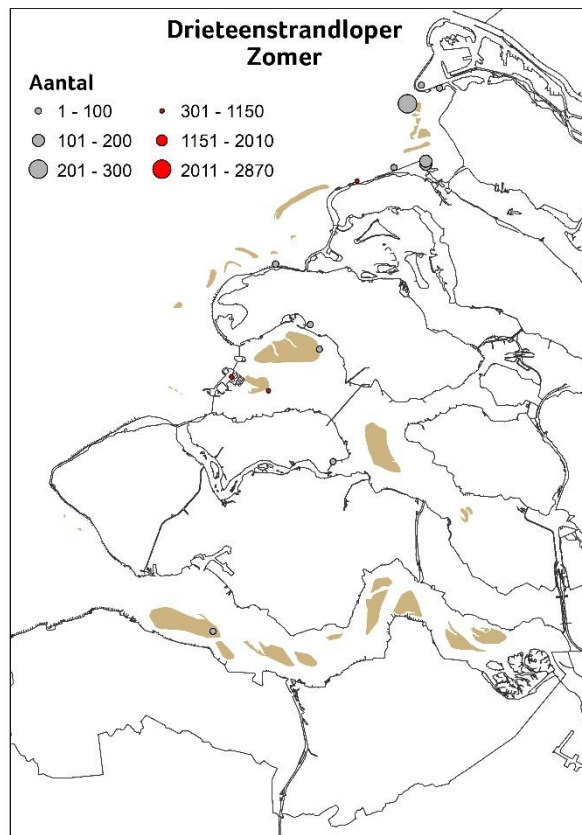 Drieteenstrandloper
Zomer
Aantal
1 - 100
301 - 1150
101 - 200
1151 - 2010
201 - 300
2011 - 2870